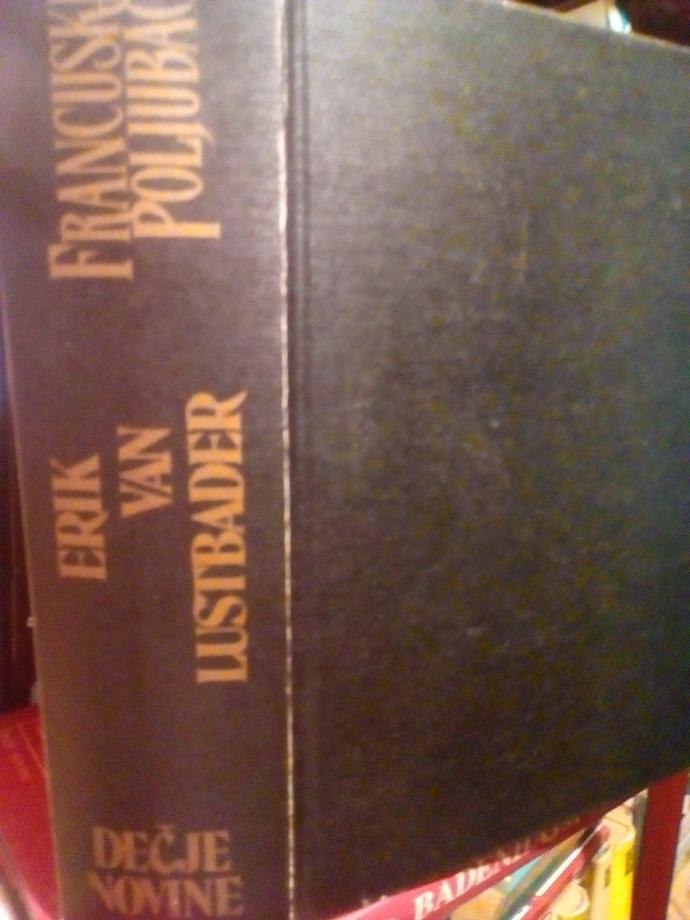 FRANCUSKI
POLJUBAC
ERIK
VAN
LUSTBADER
DEČJE
NOVINE